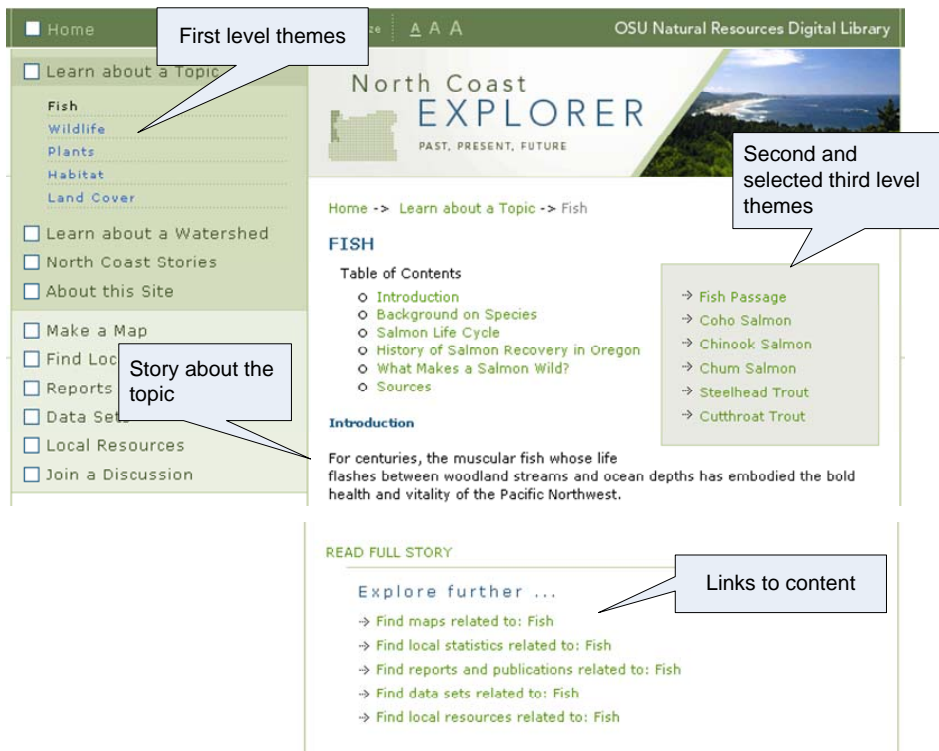 Home
First level themes
ze A A A
OSU Natural Resources Digital Library
Learn about a Topic
Fish
Wildlife
Plants
Habitat
Land Cover
Learn about a Watershed
North Coast Stories
About this Site
Make a Map
Find Loc
Reports
Data Sets
Local Resources
Join a Discussion
Story about the
topic
North Coast
EXPLORER
PAST, PRESENT, FUTURE
Second and
selected third level
themes
Home -> Learn about a Topic -> Fish
FISH
Table of Contents
Introduction
Background on Species
Salmon Life Cycle
History of Salmon Recovery in Oregon
What Makes a Salmon Wild?
Sources
Fish Passage
Coho Salmon
Chinook Salmon
Chum Salmon
Steelhead Trout
Cutthroat Trout
Introduction
For centuries, the muscular fish whose life
flashes between woodland streams and ocean depths has embodied the bold
health and vitality of the Pacific Northwest.
READ FULL STORY
Links to content
Explore further ...
Find maps related to: Fish
Find local statistics related to: Fish
Find reports and publications related to: Fish
Find data sets related to: Fish
Find local resources related to: Fish